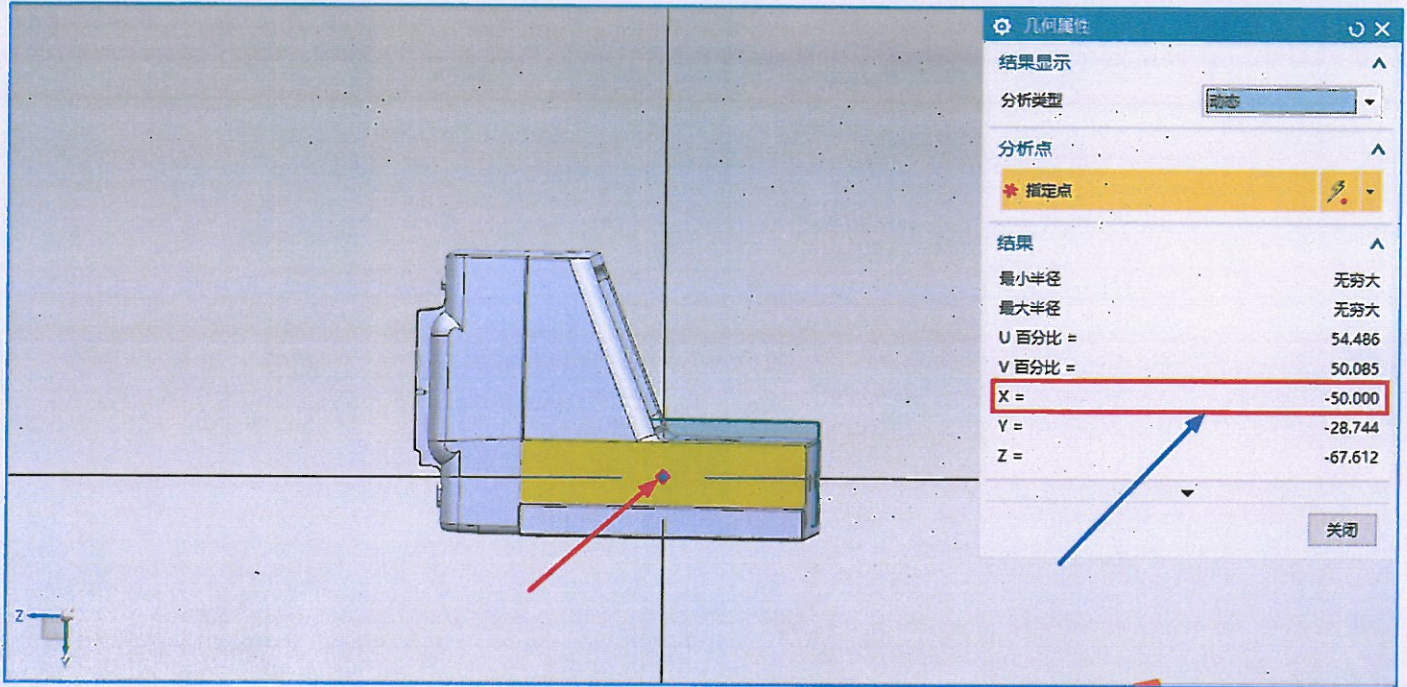 几何属性
结果显示
分析类型 动态
分析点
* 指定点
结果
最小半径 无穷大
最大半径 无穷大
U 百分比 = 54.486
V 百分比 = 50.085
X = -50.000
Y = -28.744
Z = -67.612
关闭
Z
Y